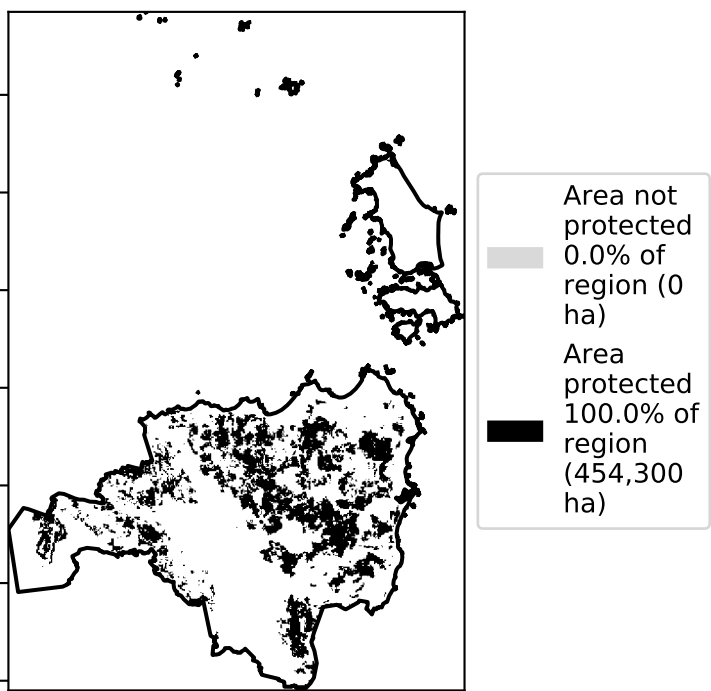 Area not
protected
0.0% of
region (0
ha)
Area
protected
100.0% of
region
(454,300
ha)